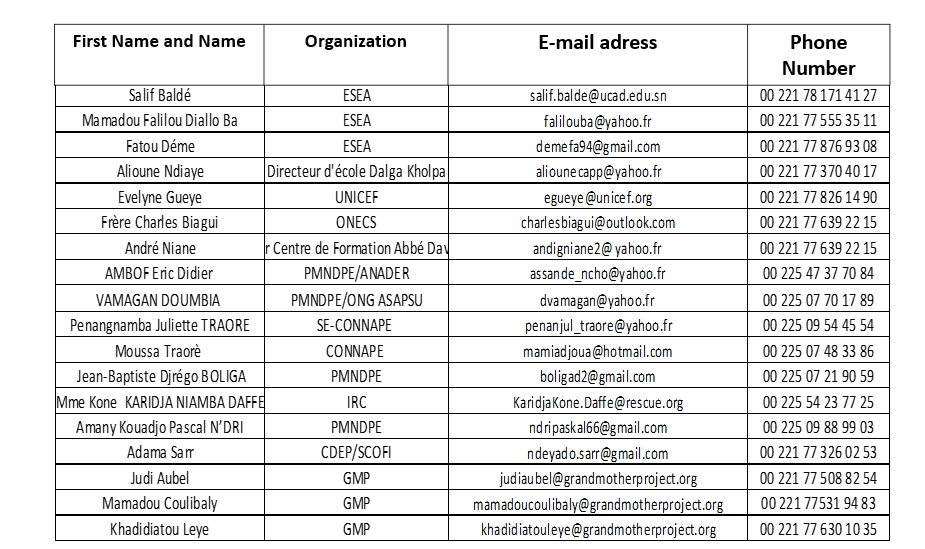 First Name and Name Organization E-mail adress Phone Number
Salif Baldé ESEA salif.balde@ucad.edu.sn 00 221 78 171 41 27
Mamadou Falilou Diallo Ba ESEA falilouba@yahoo.fr 00 221 77 555 35 11
Fatou Déme ESEA demefa94@gmail.com 00 221 77 876 93 08
Alioune Ndiaye Directeur d'école Dalga Kholpa aliounecapp@yahoo.fr 00 221 77 370 40 17
Evelyne Gueye UNICEF egueye@unicef.org 00 221 77 826 14 90
Frère Charles Biagui ONECS charlesbiagui@outlook.com 00 221 77 639 22 15
André Niane r Centre de Formation Abbé Dav andigniane2@ yahoo.fr 00 221 77 639 22 15
AMBOF Eric Didier PMNDPE/ANADER assande_ncho@yahoo.fr 00 225 47 37 70 84
VAMAGAN DOUMBIA PMNDPE/ONG ASAPSU dvamagan@yahoo.fr 00 225 07 70 17 89
Penangnamba Juliette TRAORE SE-CONNAPE penanjul_traore@yahoo.fr 00 225 09 54 45 54
Moussa Traorè CONNAPE mamiadjoua@hotmail.com 00 225 07 48 33 86
Jean-Baptiste Djrégo BOLIGA PMNDPE boligad2@gmail.com 00 225 07 21 90 59
Mme Kone KARIDJA NIAMBA DAFFE IRC KaridjaKone.Daffe@rescue.org 00 225 54 23 77 25
Amany Kouadjo Pascal N’DRI PMNDPE ndripaskal66@gmail.com 00 225 09 88 99 03
Adama Sarr CDEP/SCOFI ndeyado.sarr@gmail.com 00 221 77 326 02 53
Judi Aubel GMP judiaubel@grandmotherproject.org 00 221 77 508 82 54
Mamadou Coulibaly GMP mamadoucoulibaly@grandmotherproject.org 00 221 77531 94 83
Khadidiatou Leye GMP khadidiatouleye@grandmotherproject.org 00 221 77 630 10 35